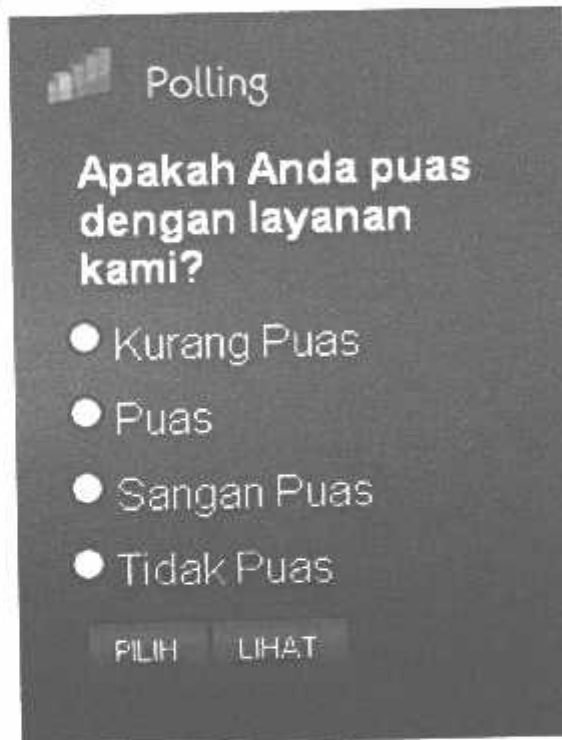 Polling
Apakah Anda puas
dengan layanan
kami?
Kurang Puas
Puas
Sangan Puas
Tidak Puas
PILIH LIHAT